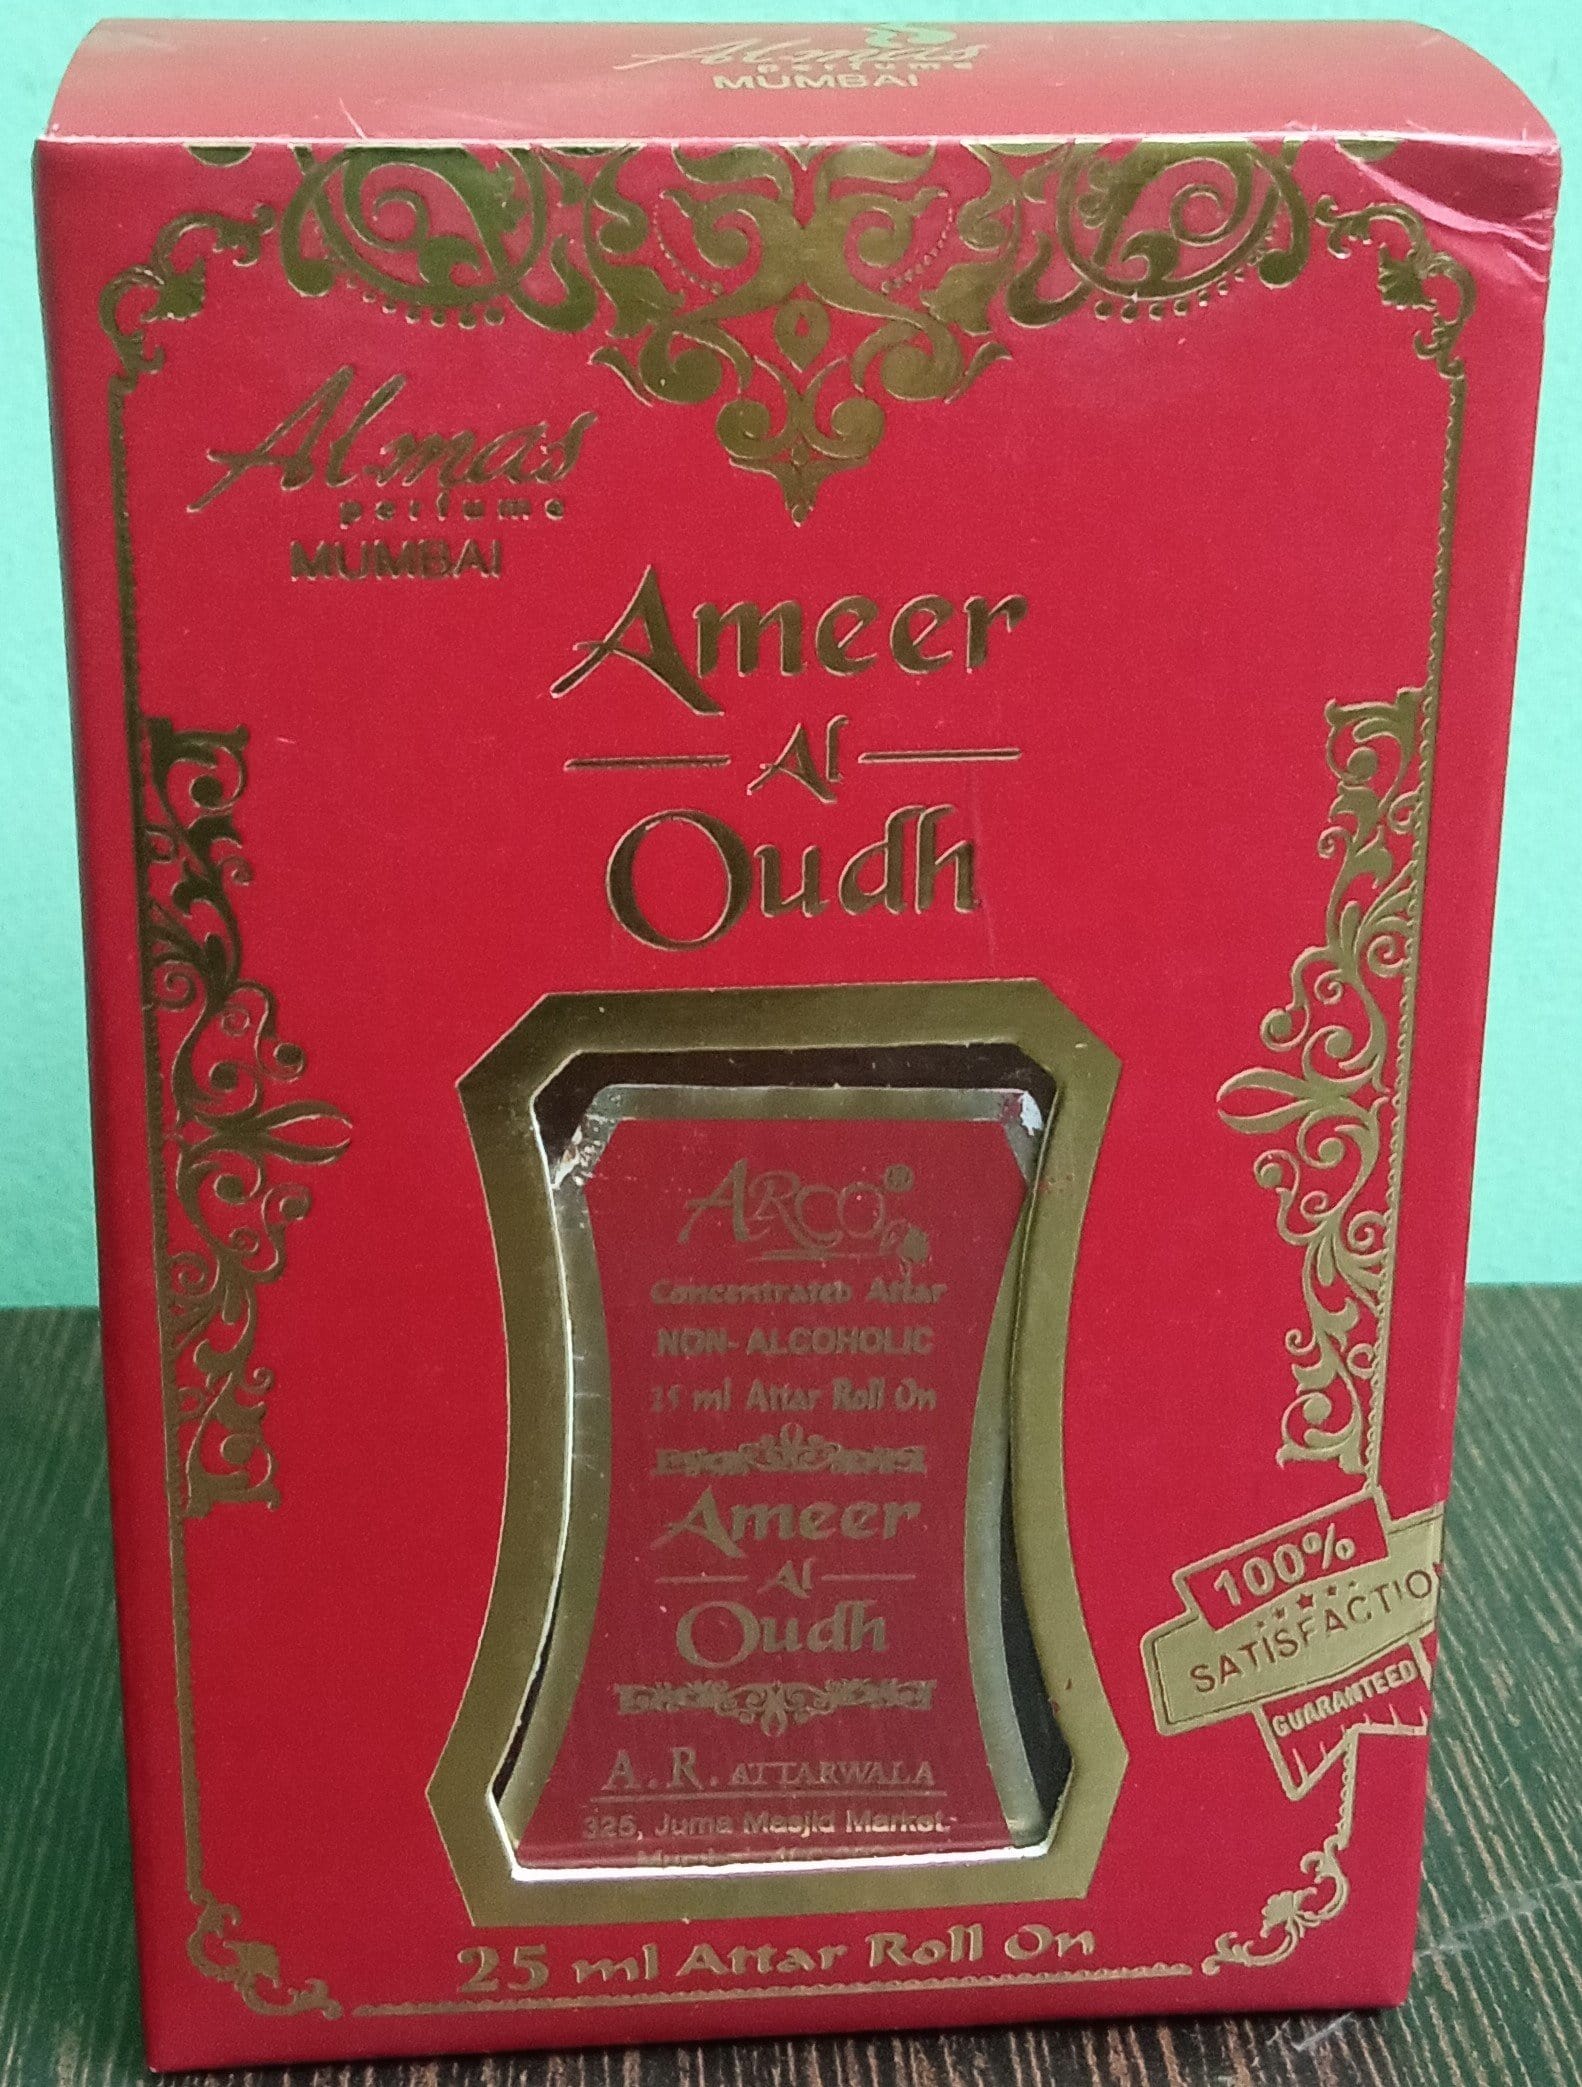 Almas
perfume
MUMBAI
Almas
perfume
MUMBAI
Ameer
Al
Oudh
ARCO®
Concentrated Attar
NON- ALCOHOLIC
25 ml Attar Roll On
Ameer
Al
Oudh
A.R. ATTARWALA
325, Juma Masjid Market
100%
SATISFACTIO
GUARANTEED
25 ml Attar Roll On